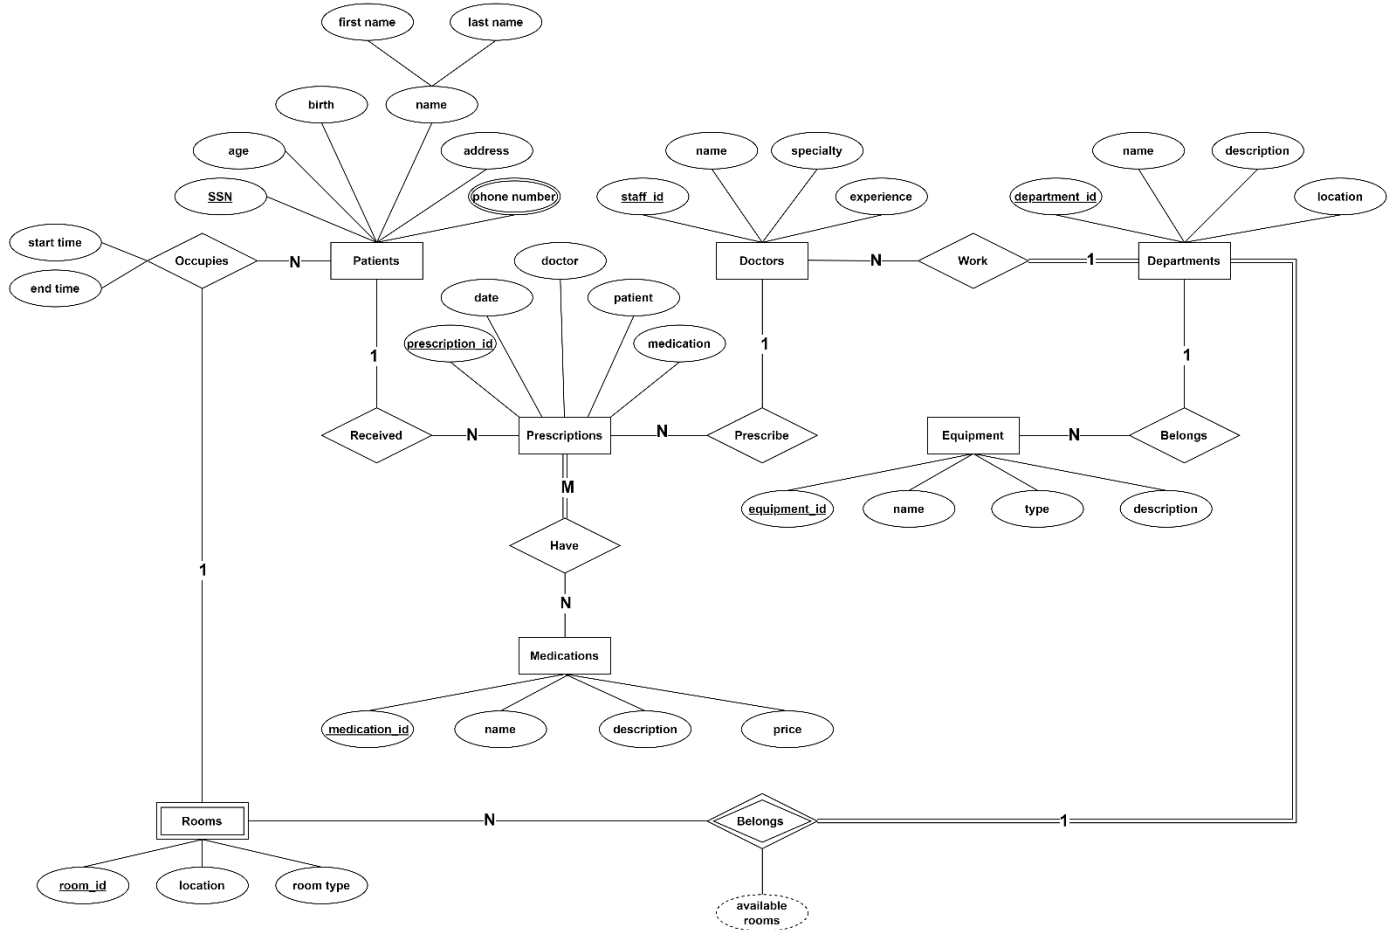 first name
last name
birth
name
age
address
name
specialty
name
description
SSN
phone number
staff_id
experience
department_id
location
start time
end time
Occupies
N
Patients
doctor
Doctors
N
Work
1
Departments
date
patient
prescription_id
medication
1
1
1
Received
N
Prescriptions
N
Prescribe
Equipment
N
Belongs
M
equipment_id
name
type
description
Have
1
N
Medications
medication_id
name
description
price
Rooms
N
Belongs
1
room_id
location
room type
available
rooms